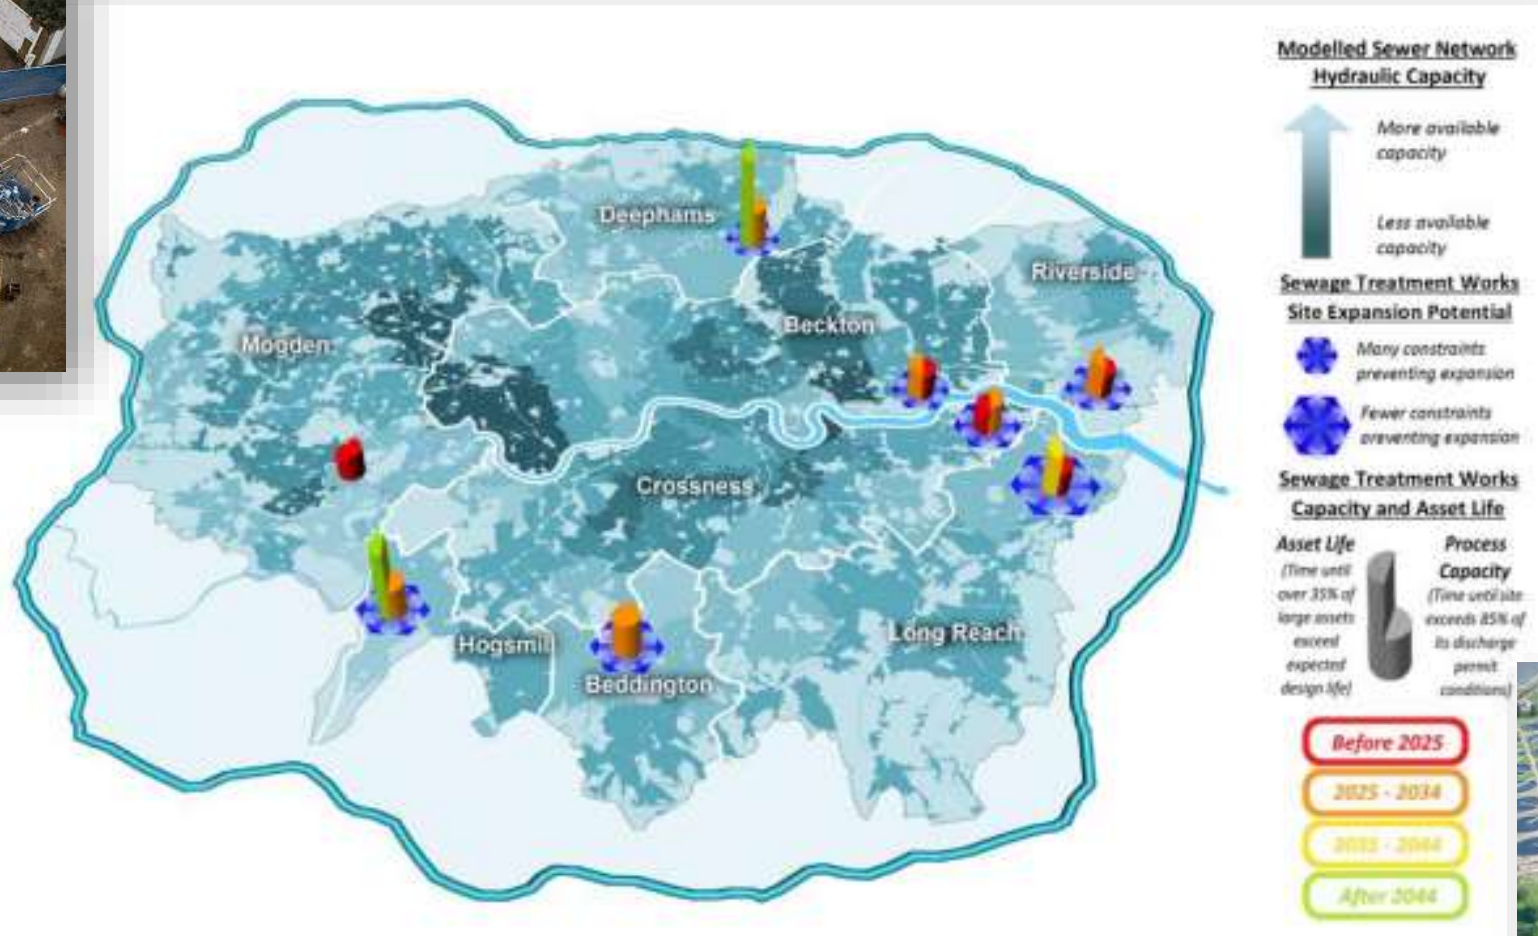 Deephams
Riverside
Beckton
Mogden
Crossness
Hogsmill
Long Reach
Beddington
Modelled Sewer Network
Hydraulic Capacity
More available
capacity
Less available
capacity
Sewage Treatment Works
Site Expansion Potential
Many constraints
preventing expansion
Fewer constraints
preventing expansion
Sewage Treatment Works
Capacity and Asset Life
Asset Life
(Time until
over 35% of
large assets
exceed
expected
design life)
Process
Capacity
(Time until site
exceeds 85% of
its discharge
permit
conditions)
Before 2025
2025 - 2034
2035 - 2044
After 2044